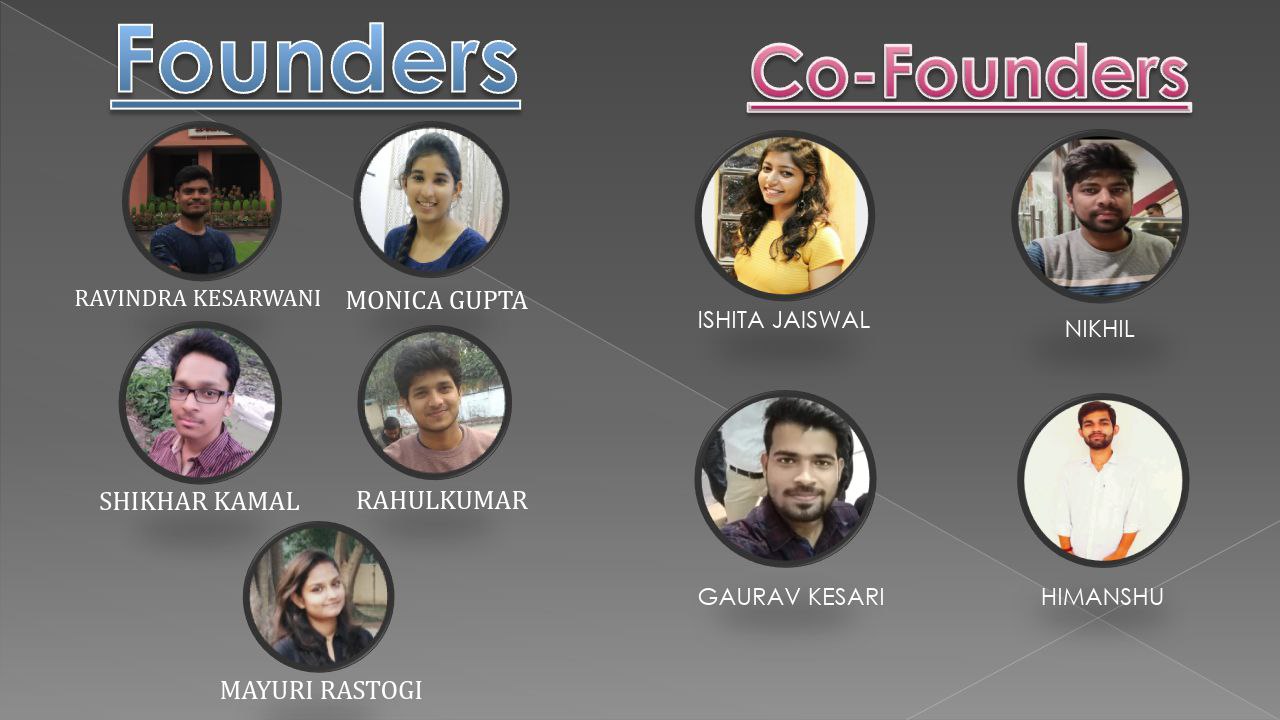 Founders
Co-Founders
RAVINDRA KESARWANI
MONICA GUPTA
ISHITA JAISWAL
NIKHIL
SHIKHAR KAMAL
RAHULKUMAR
GAURAV KESARI
HIMANSHU
MAYURI RASTOGI